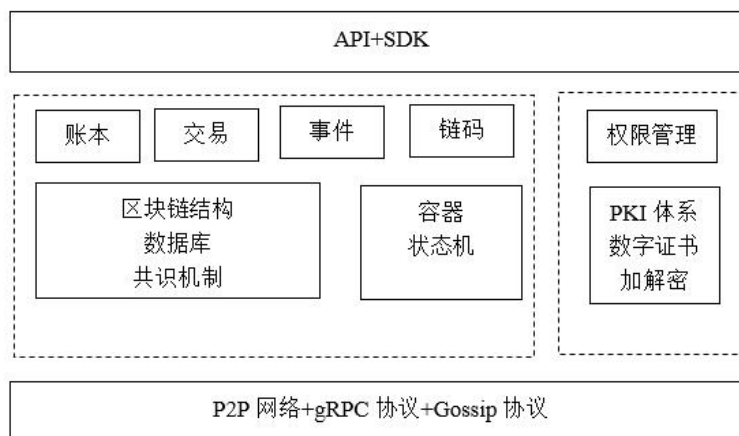 API+SDK
账本
交易
事件
链码
权限管理
区块链结构
数据库
共识机制
容器
状态机
PKI 体系
数字证书
加解密
P2P 网络+gRPC 协议+Gossip 协议